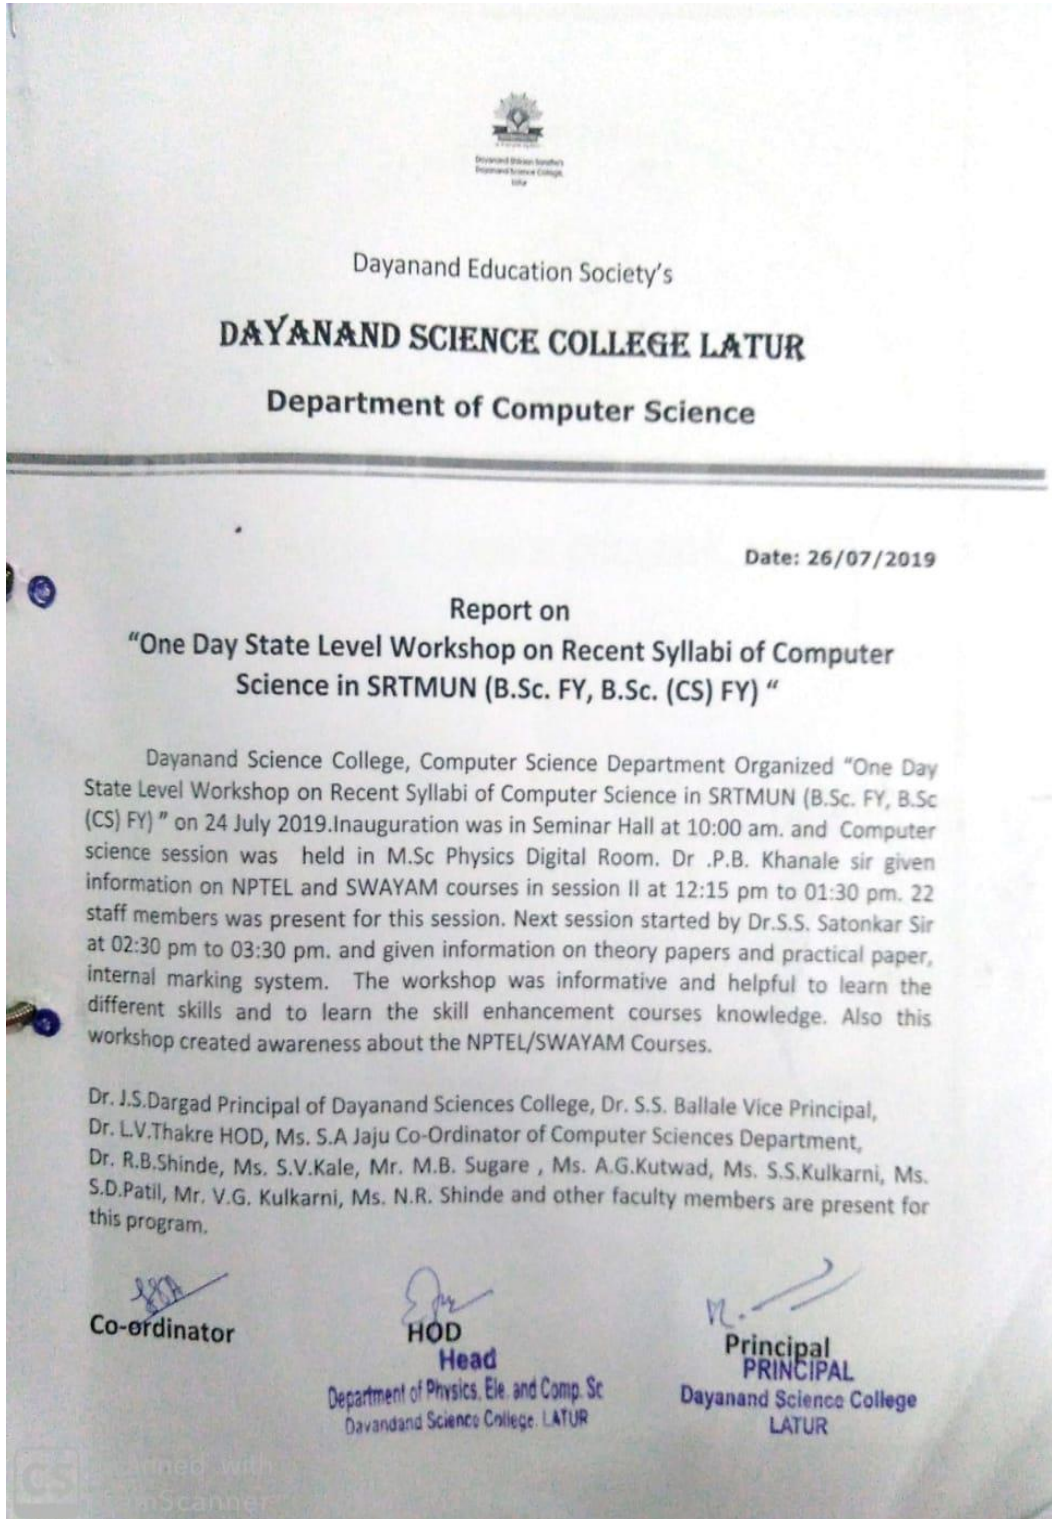 Dayanand Education Society's
DAYANAND SCIENCE COLLEGE LATUR
Department of Computer Science
Date: 26/07/2019
Report on
“One Day State Level Workshop on Recent Syllabi of Computer
Science in SRTMUN (B.Sc. FY, B.Sc. (CS) FY) “
Dayanand Science College, Computer Science Department Organized “One Day
State Level Workshop on Recent Syllabi of Computer Science in SRTMUN (B.Sc. FY, B.Sc
(CS) FY) ” on 24 July 2019.Inauguration was in Seminar Hall at 10:00 am. and Computer
science session was held in M.Sc Physics Digital Room. Dr .P.B. Khanale sir given
information on NPTEL and SWAYAM courses in session II at 12:15 pm to 01:30 pm. 22
staff members was present for this session. Next session started by Dr.S.S. Satonkar Sir
at 02:30 pm to 03:30 pm. and given information on theory papers and practical paper,
internal marking system. The workshop was informative and helpful to learn the
different skills and to learn the skill enhancement courses knowledge. Also this
workshop created awareness about the NPTEL/SWAYAM Courses.
Dr. J.S.Dargad Principal of Dayanand Sciences College, Dr. S.S. Ballale Vice Principal,
Dr. L.V.Thakre HOD, Ms. S.A Jaju Co-Ordinator of Computer Sciences Department,
Dr. R.B.Shinde, Ms. S.V.Kale, Mr. M.B. Sugare , Ms. A.G.Kutwad, Ms. S.S.Kulkarni, Ms.
S.D.Patil, Mr. V.G. Kulkarni, Ms. N.R. Shinde and other faculty members are present for
this program.
Co-ordinator
HOD
Principal
Head
PRINCIPAL
Department of Physics, Ele. and Comp. Sc
Dayanand Science College
Davandand Science College. LATUR
LATUR
CS